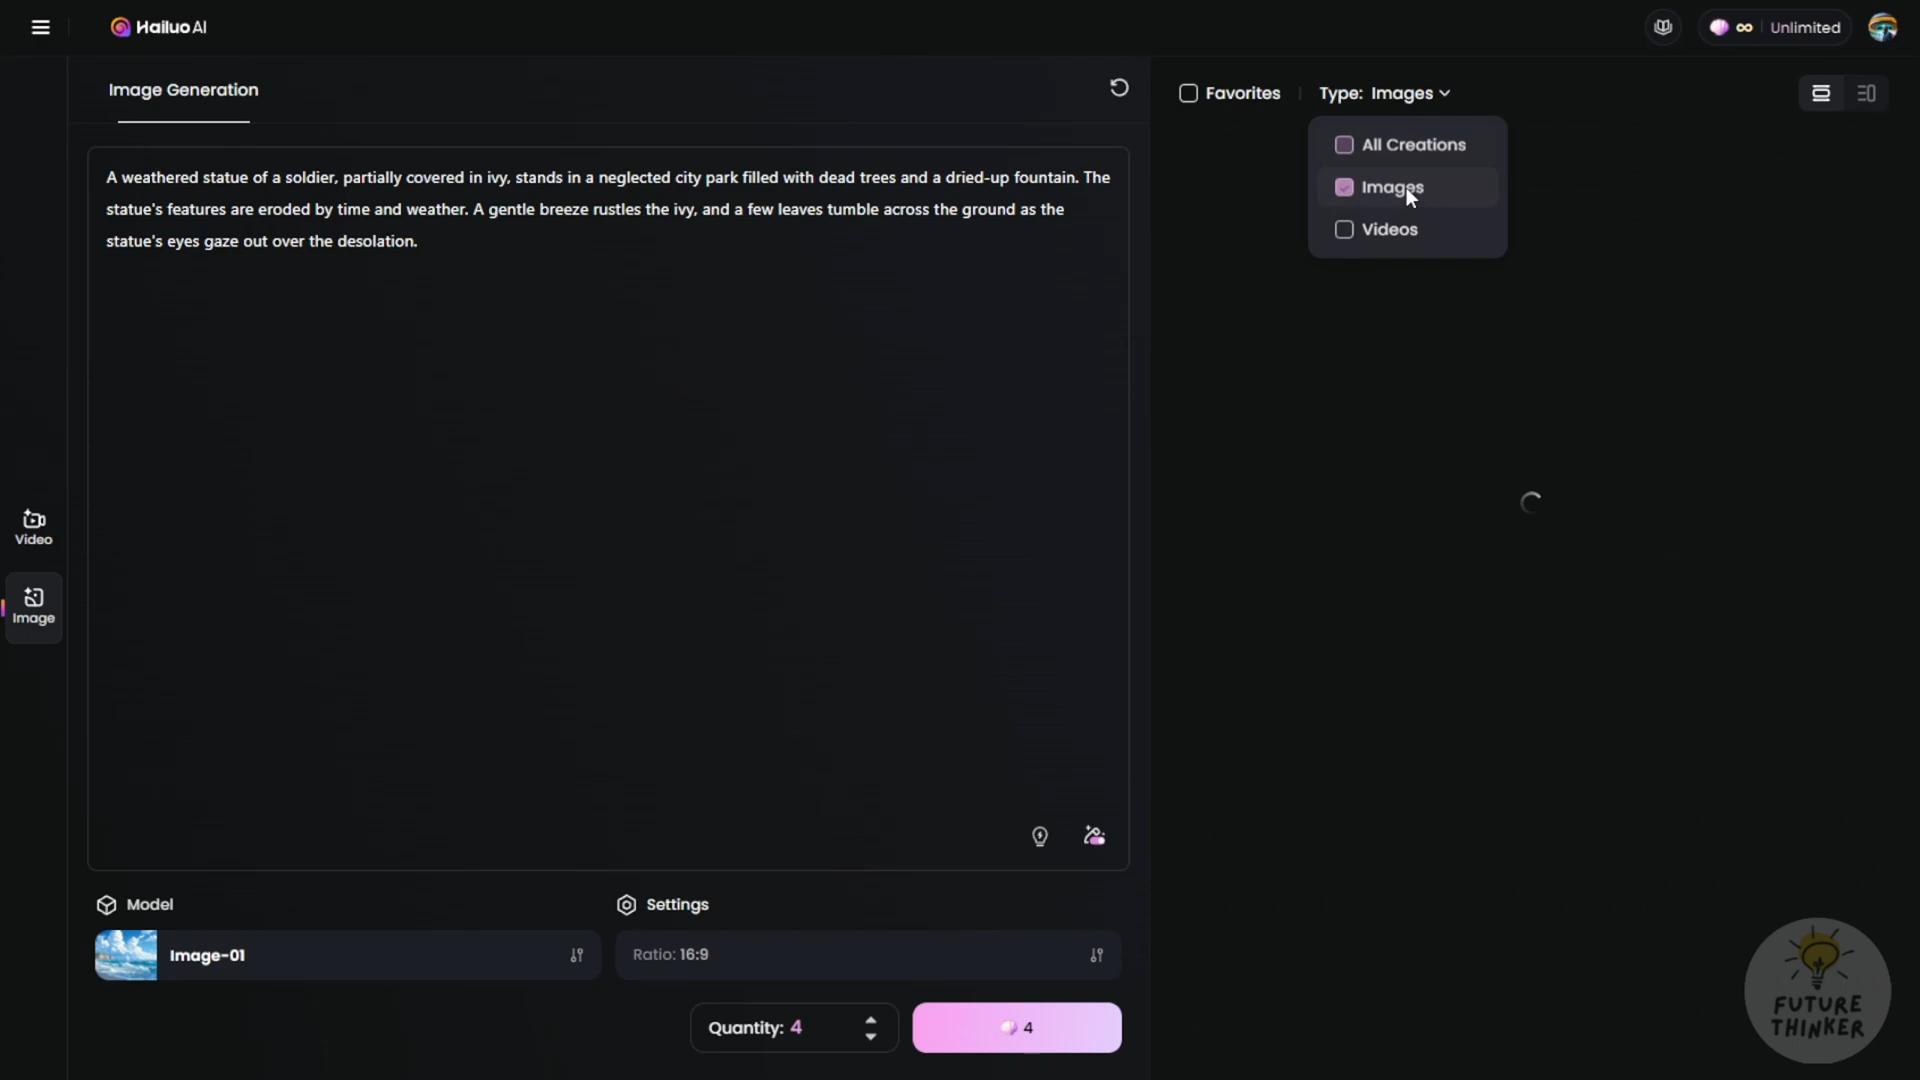 Hailuo AI
∞ Unlimited
Image Generation
Favorites
Type: Images
All Creations
Images
Videos
A weathered statue of a soldier, partially covered in ivy, stands in a neglected city park filled with dead trees and a dried-up fountain. The
statue's features are eroded by time and weather. A gentle breeze rustles the ivy, and a few leaves tumble across the ground as the
statue's eyes gaze out over the desolation.
Video
Image
Model
Settings
Image-01
Ratio: 16:9
Quantity: 4
4
FUTURE
THINKER